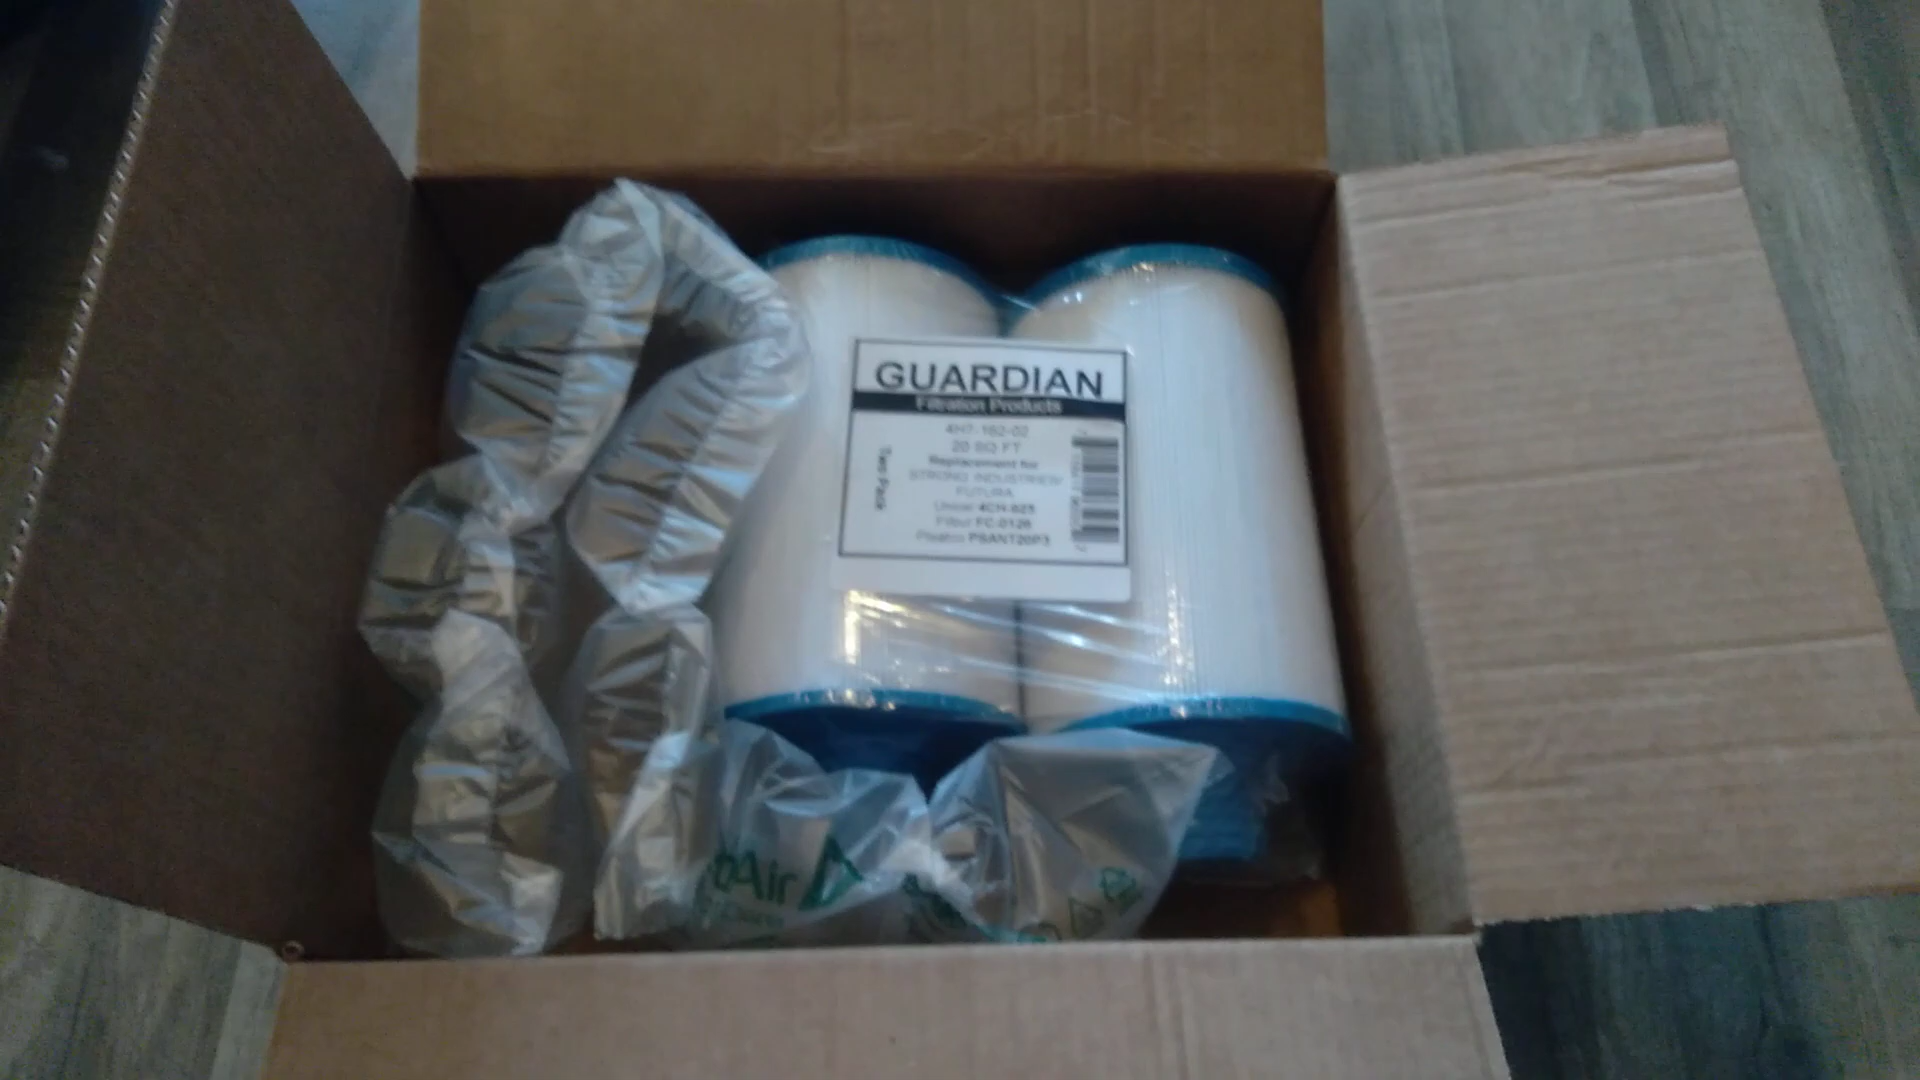 GUARDIAN
Filtration Products
4H7-162-02
20 SQ FT
Replacement for
STRONG INDUSTRIES/
FUTURA
Unicel 4CH-925
Filbur FC-0126
Pleatco PSANT20P3
Two Pack
Air